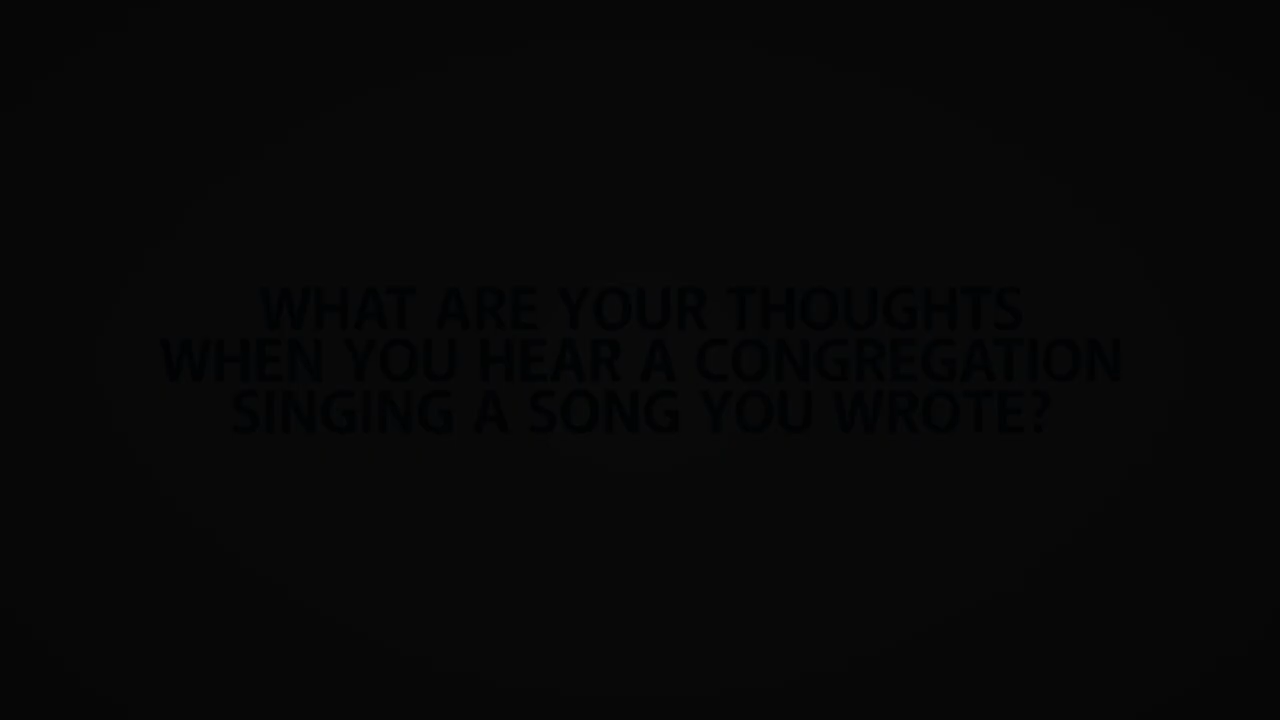 WHAT ARE YOUR THOUGHTS
WHEN YOU HEAR A CONGREGATION
SINGING A SONG YOU WROTE?